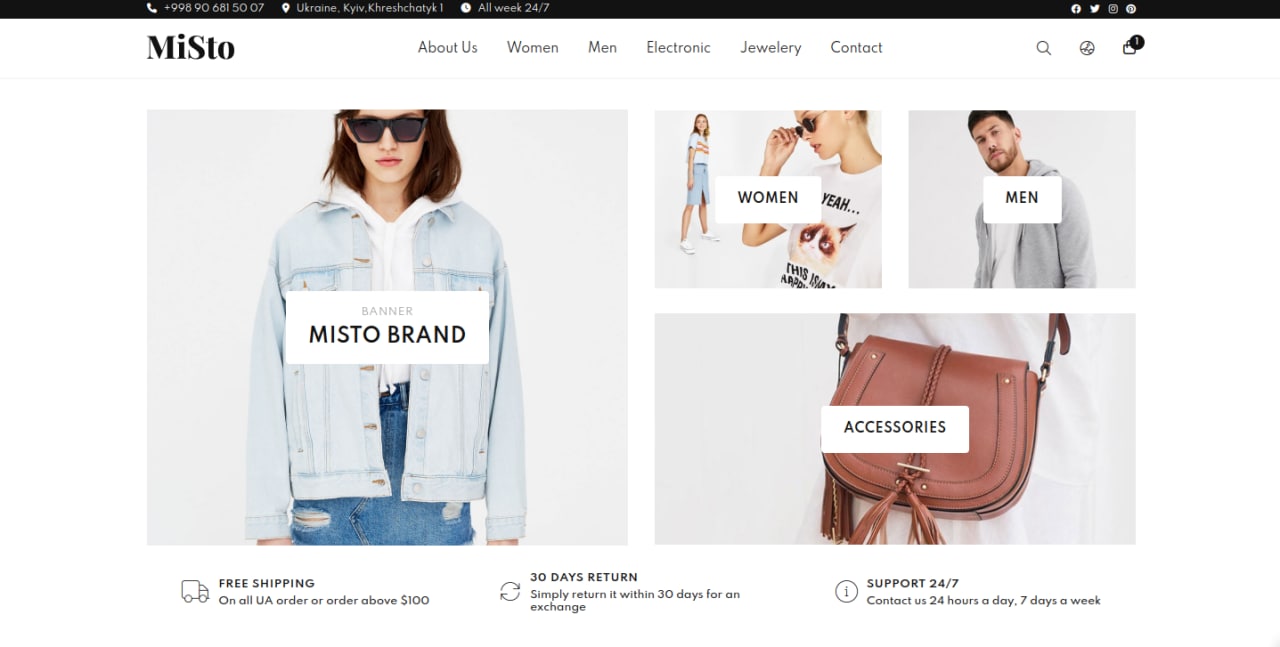 +998 90 681 50 07
Ukraine, Kyiv,Khreshchatyk 1
All week 24/7
MiSto
About Us
Women
Men
Electronic
Jewelery
Contact
1
WOMEN
YEAH...
THIS IS MY
HAPPY
MEN
BANNER
MISTO BRAND
ACCESSORIES
FREE SHIPPING
On all UA order or order above $100
30 DAYS RETURN
Simply return it within 30 days for an
exchange
SUPPORT 24/7
Contact us 24 hours a day, 7 days a week